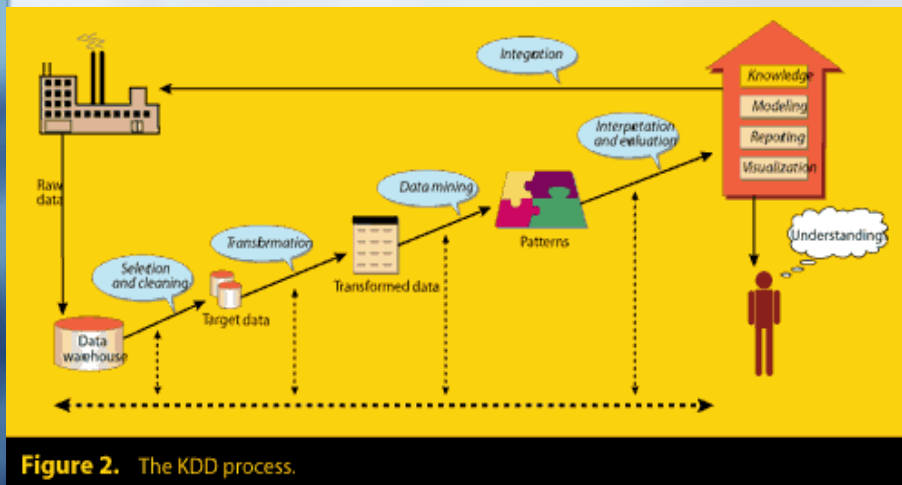 Integration
Knowledge
Modeling
Reporting
Visualization
Interpretation
and evaluation
Raw
data
Data mining
Understanding
Patterns
Transformation
Transformed data
Selection
and cleaning
Target data
Data
warehouse
Figure 2. The KDD process.